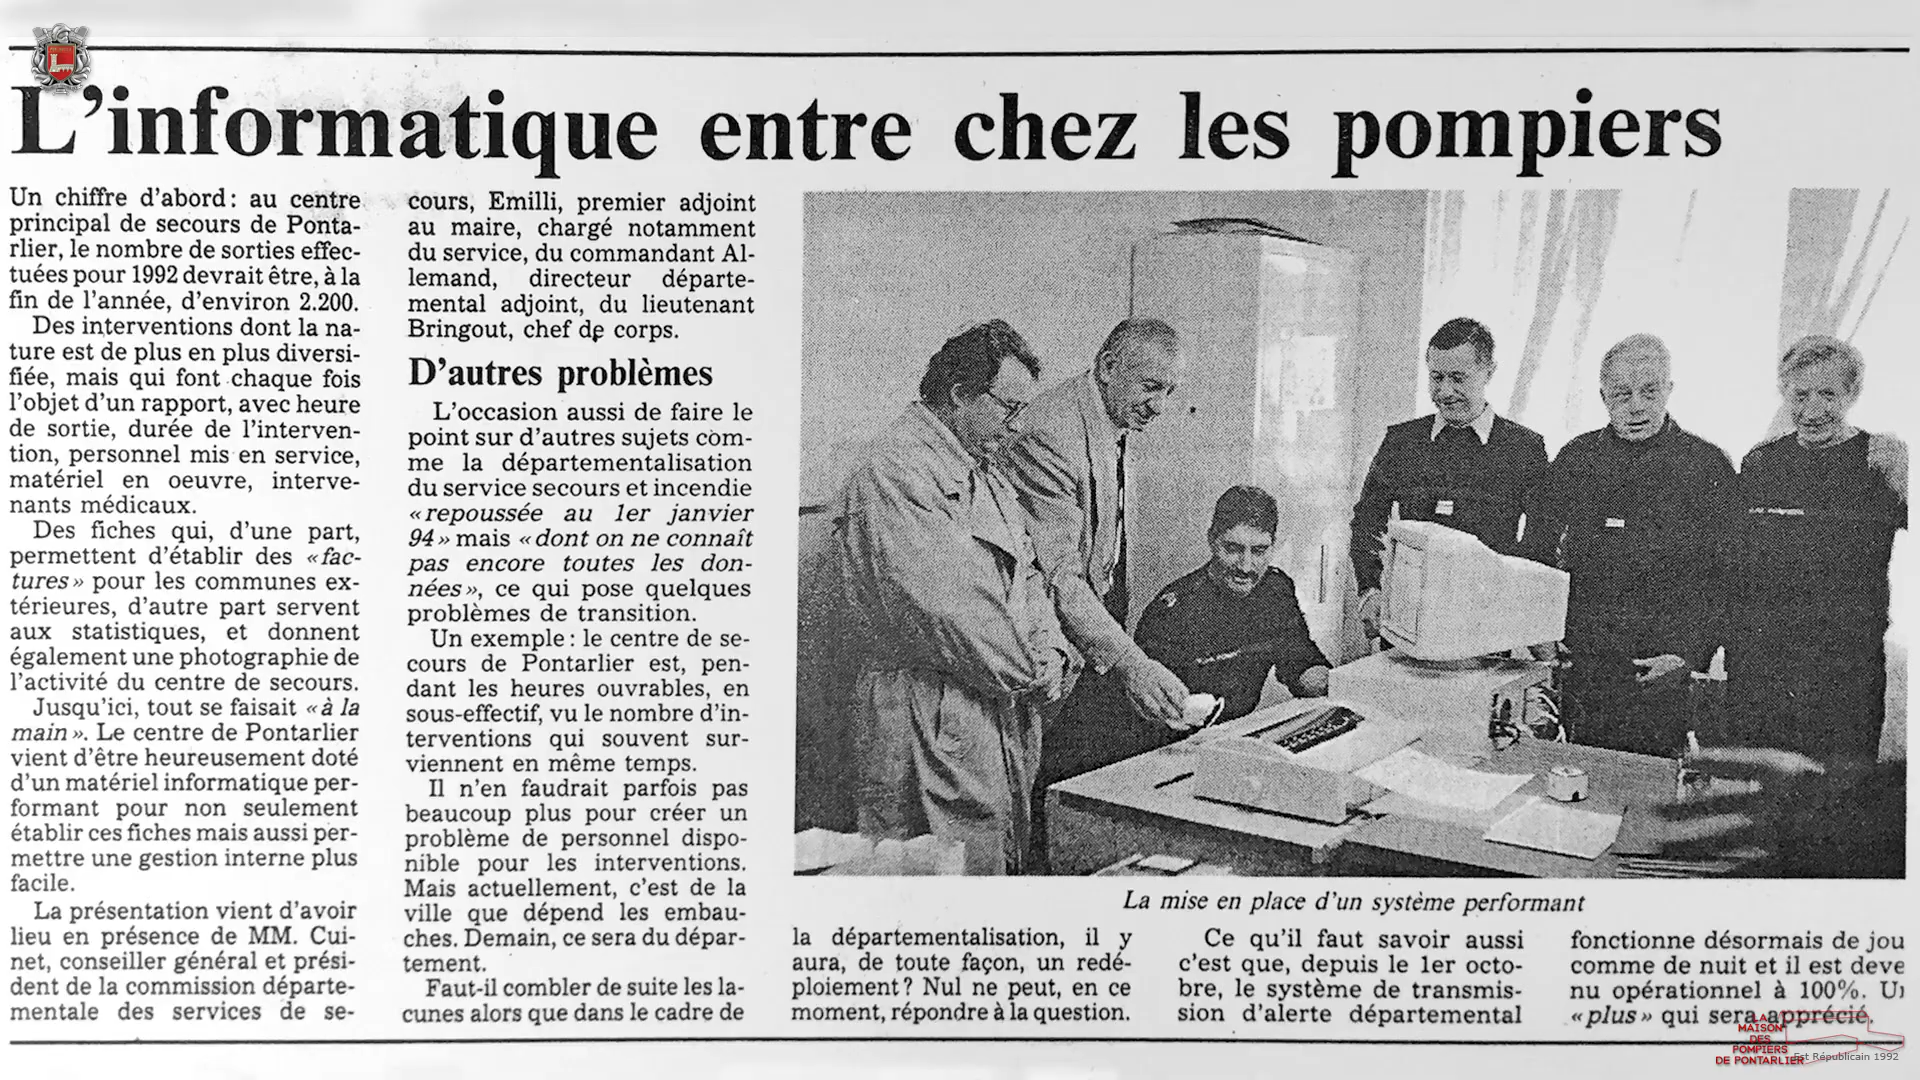 L'informatique entre chez les pompiers
Un chiffre d'abord : au centre
principal de secours de Ponta-
rlier, le nombre de sorties effec-
tuées pour 1992 devrait être, à la
fin de l'année, d'environ 2.200.
Des interventions dont la na-
ture est de plus en plus diversi-
fiée, mais qui font chaque fois
l'objet d'un rapport, avec heure
de sortie, durée de l'interven-
tion, personnel mis en service,
matériel en oeuvre, interve-
nants médicaux.
Des fiches qui, d'une part,
permettent d'établir des «fac-
tures» pour les communes ex-
térieures, d'autre part servent
aux statistiques, et donnent
également une photographie de
l'activité du centre de secours.
Jusqu'ici, tout se faisait «à la
main». Le centre de Pontarlier
vient d'être heureusement doté
d'un matériel informatique per-
formant pour non seulement
établir ces fiches mais aussi per-
mettre une gestion interne plus
facile.
La présentation vient d'avoir
lieu en présence de MM. Cui-
net, conseiller général et prési-
dent de la commission départe-
mentale des services de se-
cours, Emilli, premier adjoint
au maire, chargé notamment
du service, du commandant Al-
lemand, directeur départe-
mental adjoint, du lieutenant
Bringout, chef de corps.
D'autres problèmes
L'occasion aussi de faire le
point sur d'autres sujets com-
me la départementalisation
du service secours et incendie
«repoussée au 1er janvier
94» mais «dont on ne connaît
pas encore toutes les don-
nées», ce qui pose quelques
problèmes de transition.
Un exemple : le centre de se-
cours de Pontarlier est, pen-
dant les heures ouvrables, en
sous-effectif, vu le nombre d'in-
terventions qui souvent sur-
viennent en même temps.
Il n'en faudrait parfois pas
beaucoup plus pour créer un
problème de personnel dispo-
nible pour les interventions.
Mais actuellement, c'est de la
ville que dépend les embau-
ches. Demain, ce sera du dépar-
tement.
Faut-il combler de suite les la-
cunes alors que dans le cadre de
La mise en place d'un système performant
la départementalisation, il y
aura, de toute façon, un redé-
ploiement? Nul ne peut, en ce
moment, répondre à la question.
Ce qu'il faut savoir aussi
c'est que, depuis le 1er octo-
bre, le système de transmis-
sion d'alerte départemental
fonctionne désormais de jou
comme de nuit et il est deve
nu opérationnel à 100%. U
«plus» qui sera apprécié.
LA
MAISON
DES
POMPIERS
DE PONTARLIER
Est Républicain 1992